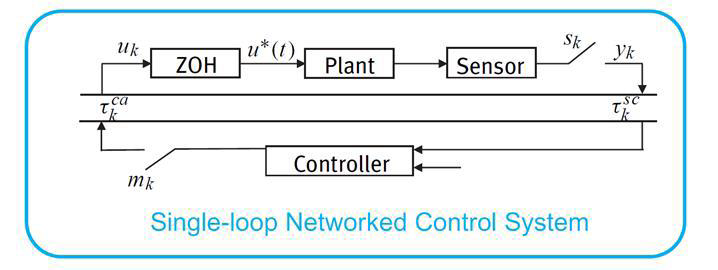 u_k ZOH u*(t) Plant Sensor s_k y_k
τ_k^{ca} τ_k^{sc}
m_k Controller
Single-loop Networked Control System